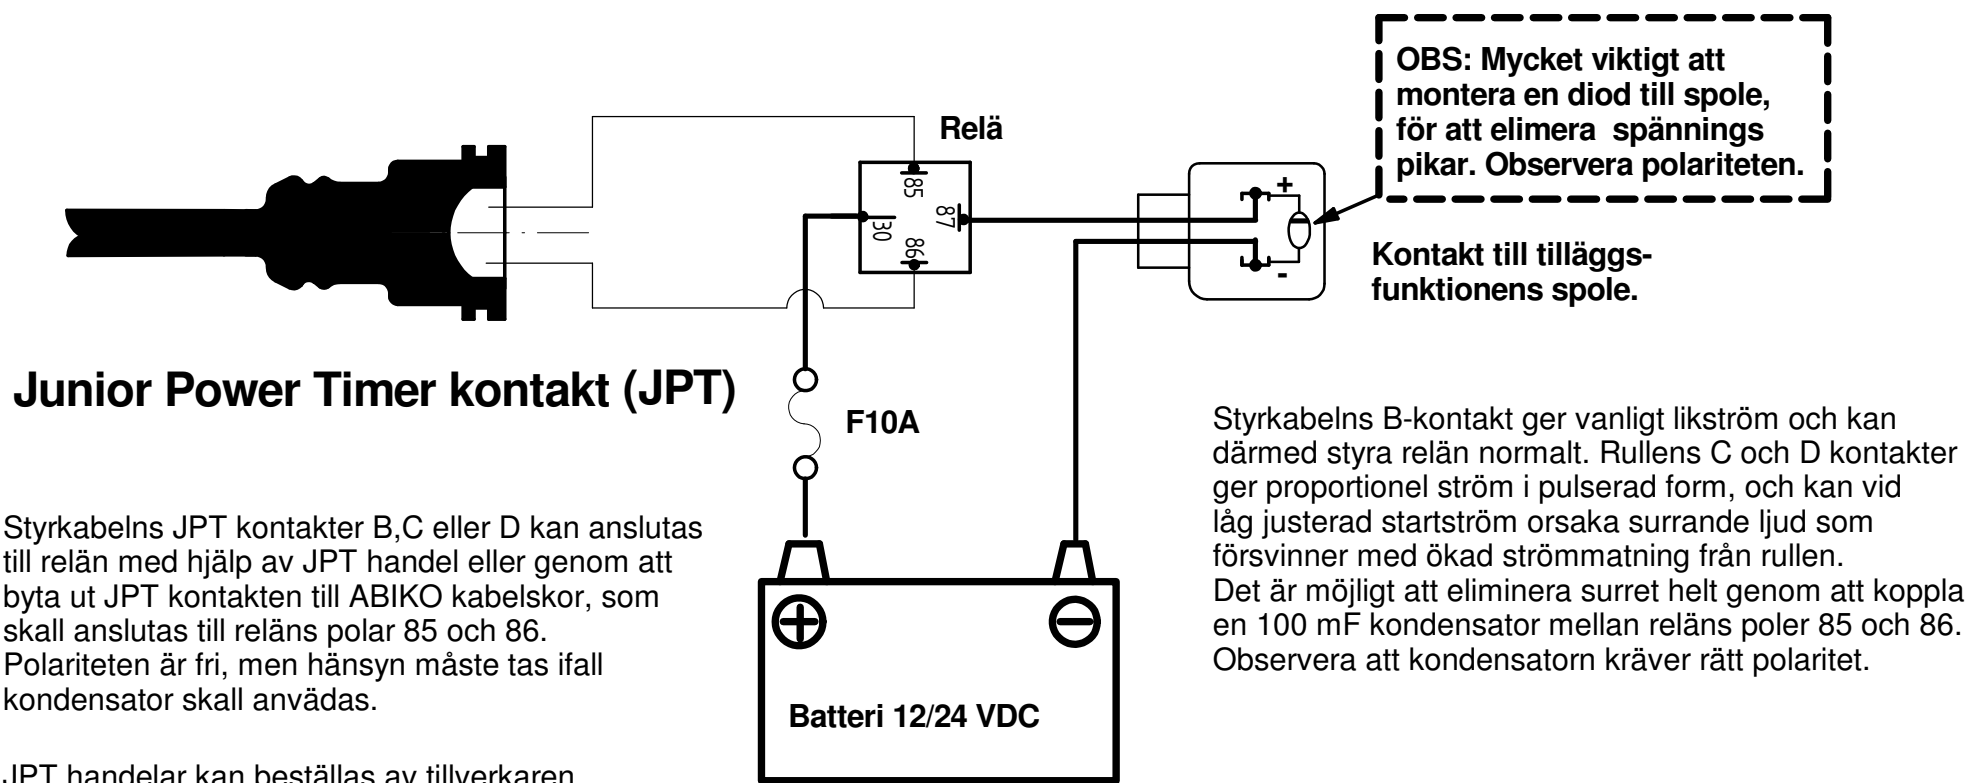 OBS: Mycket viktigt att
montera en diod till spole,
för att elimera spännings
pikar. Observera polariteten.
Relä
85
30
87
86
+
-
Kontakt till tilläggs-
funktionens spole.
Junior Power Timer kontakt (JPT)
F10A
Styrkabelns B-kontakt ger vanligt likström och kan
därmed styra relän normalt. Rullens C och D kontakter
ger proportionel ström i pulserad form, och kan vid
låg justerad startström orsaka surrande ljud som
försvinner med ökad strömmatning från rullen.
Det är möjligt att eliminera surret helt genom att koppla
en 100 mF kondensator mellan reläns poler 85 och 86.
Observera att kondensatorn kräver rätt polaritet.
Styrkabelns JPT kontakter B,C eller D kan anslutas
till relän med hjälp av JPT handel eller genom att
byta ut JPT kontakten till ABIKO kabelskor, som
skall anslutas till reläns polar 85 och 86.
Polariteten är fri, men hänsyn måste tas ifall
kondensator skall anvädas.
+
-
Batteri 12/24 VDC
JPT handelar kan beställas av tillverkaren